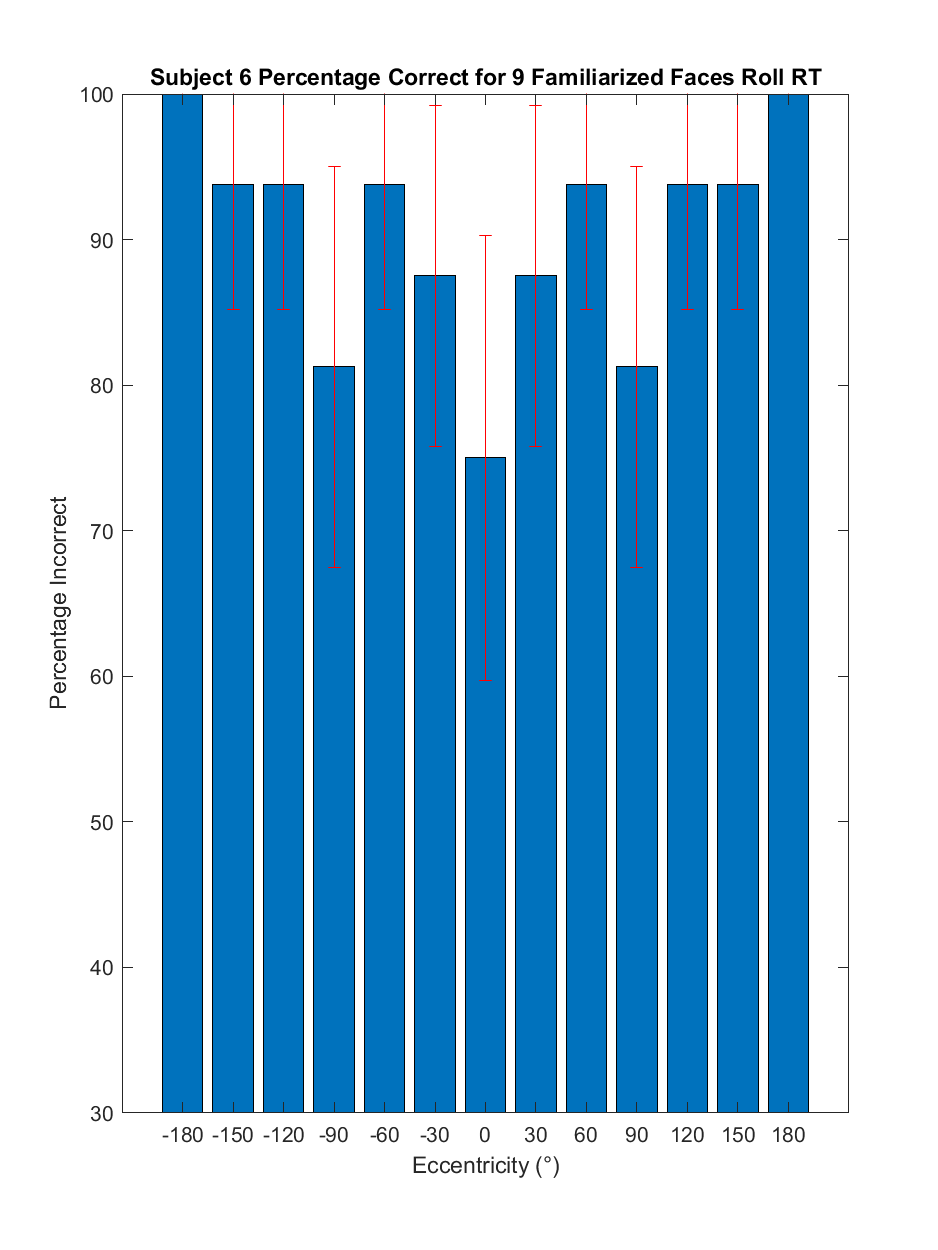 Subject 6 Percentage Correct for 9 Familiarized Faces Roll RT
100
90
80
70
60
50
40
30
Percentage Incorrect
-180 -150 -120 -90 -60 -30 0 30 60 90 120 150 180
Eccentricity (°)